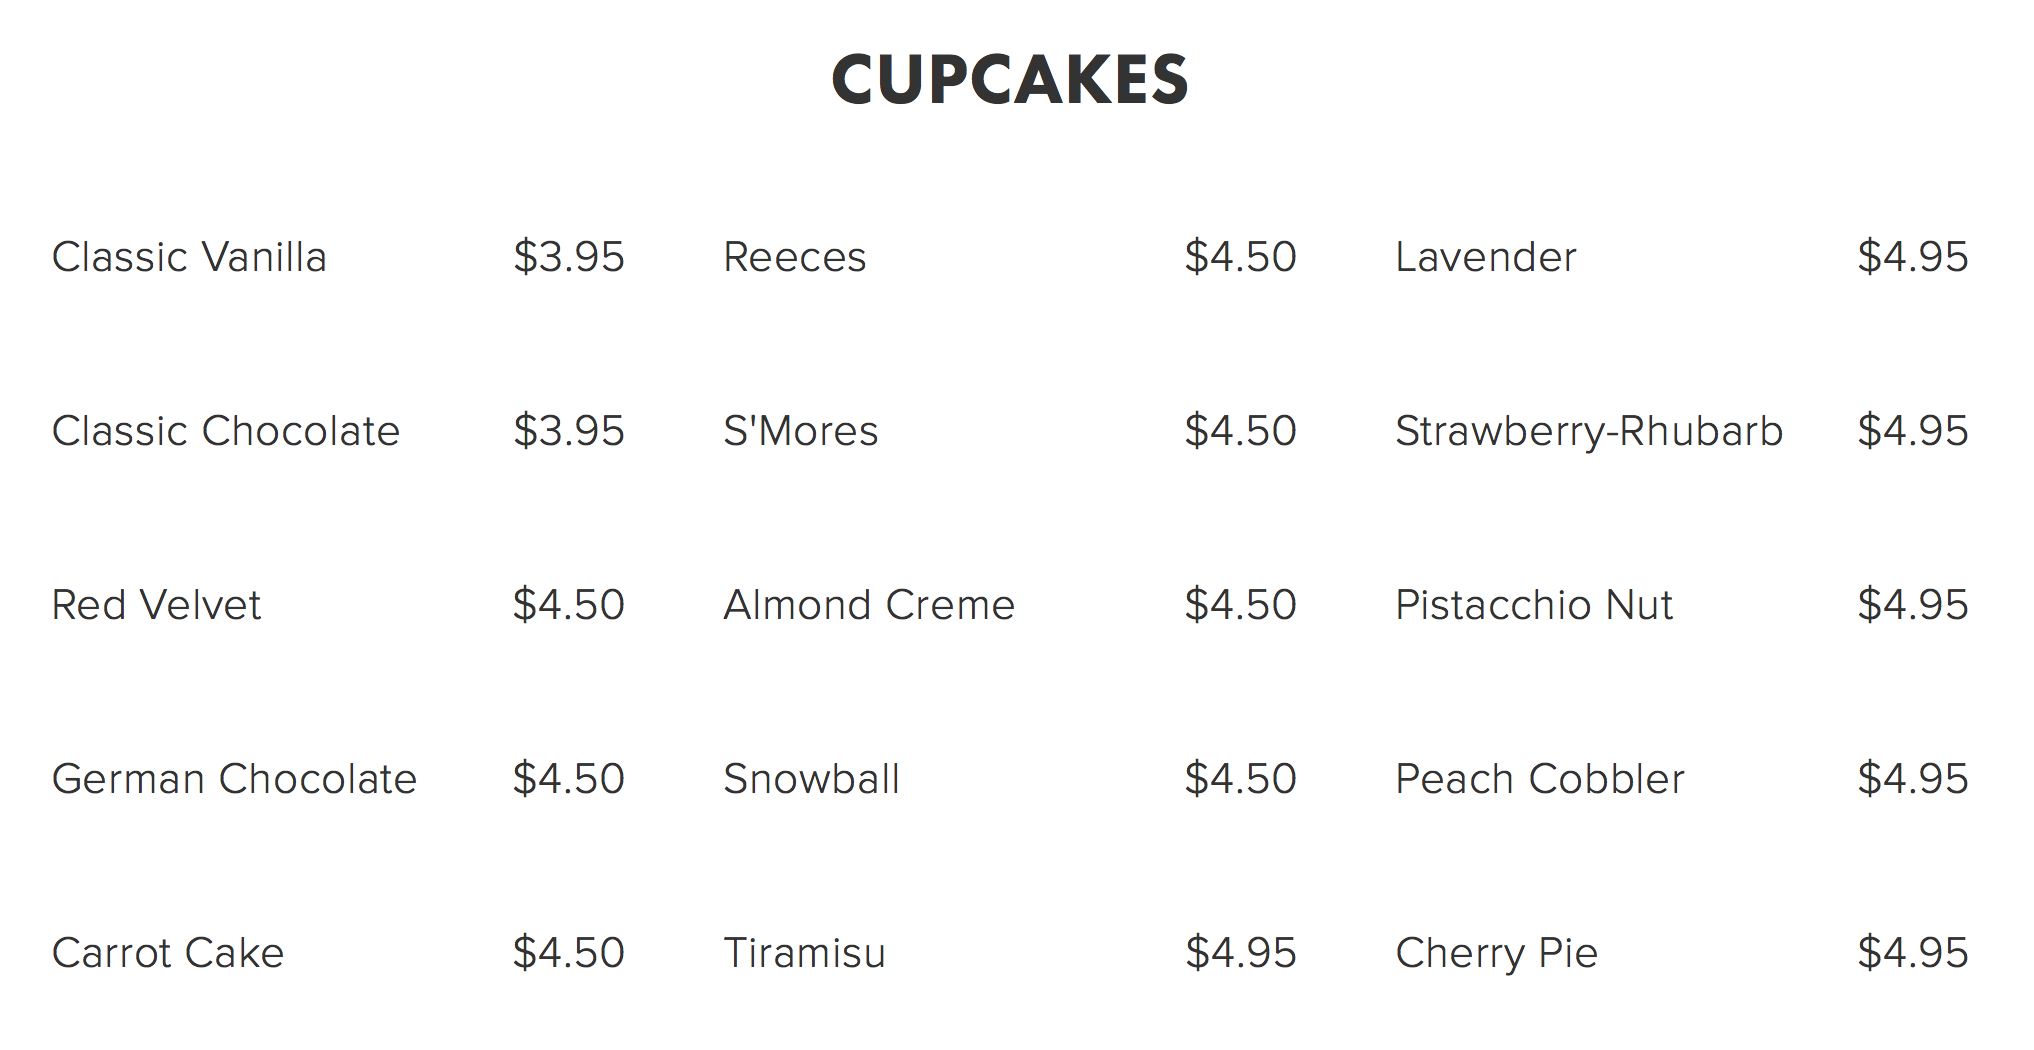 CUPCAKES
Classic Vanilla $3.95 Reeces $4.50 Lavender $4.95
Classic Chocolate $3.95 S'Mores $4.50 Strawberry-Rhubarb $4.95
Red Velvet $4.50 Almond Creme $4.50 Pistacchio Nut $4.95
German Chocolate $4.50 Snowball $4.50 Peach Cobbler $4.95
Carrot Cake $4.50 Tiramisu $4.95 Cherry Pie $4.95